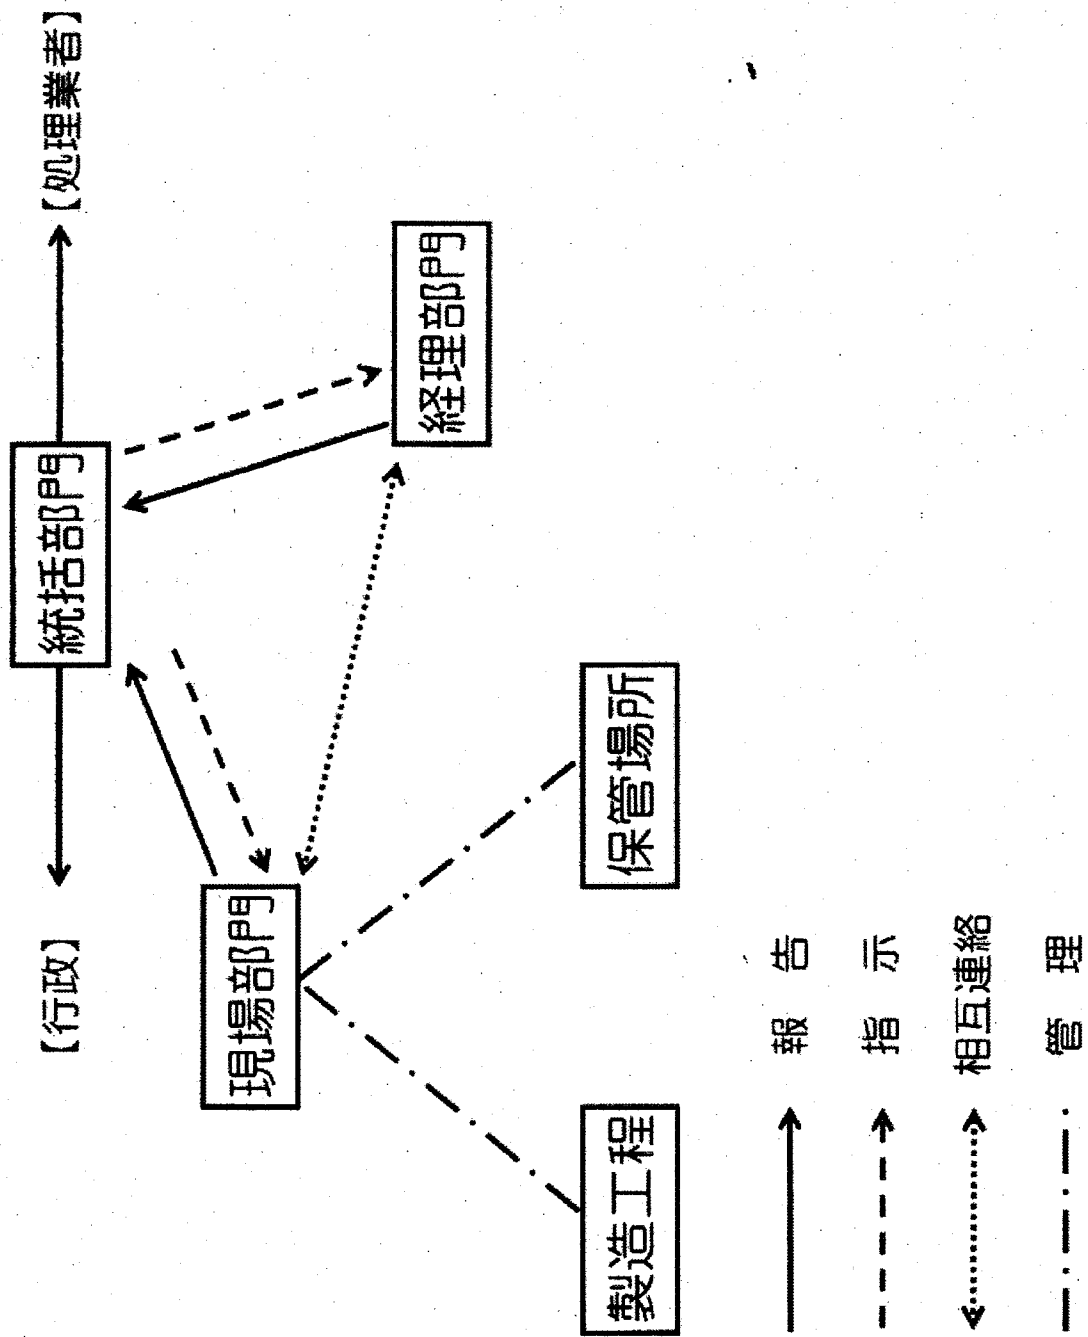 統括部門
【行政】
【処理業者】
現場部門
経理部門
製造工程
保管場所
報告
指示
相互連絡
管理